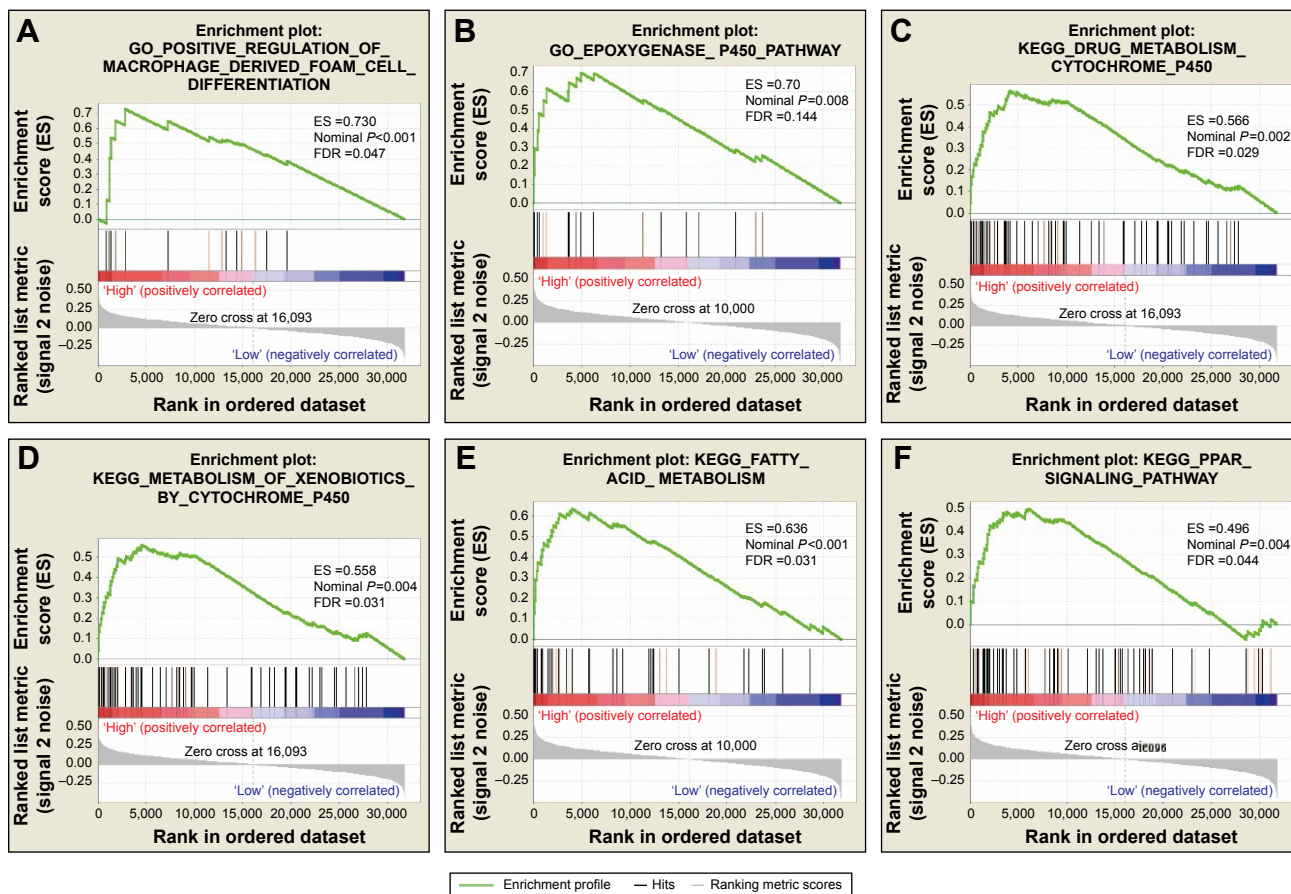 A
Enrichment plot:
GO_POSITIVE_REGULATION_OF_
MACROPHAGE_DERIVED_FOAM_CELL_
DIFFERENTIATION
Enrichment
score (ES)
0.7
0.6
0.5
0.4
0.3
0.2
0.1
0.0
ES =0.730
Nominal P<0.001
FDR =0.047
Ranked list metric
(signal 2 noise)
0.50
0.25
0.00
−0.25
'High' (positively correlated)
Zero cross at 16,093
'Low' (negatively correlated)
0 5,000 10,000 15,000 20,000 25,000 30,000
Rank in ordered dataset
B
Enrichment plot:
GO_EPOXYGENASE_ P450_PATHWAY
Enrichment
score (ES)
0.7
0.6
0.5
0.4
0.3
0.2
0.1
0.0
ES =0.70
Nominal P=0.008
FDR =0.144
Ranked list metric
(signal 2 noise)
0.50
0.25
0.00
−0.25
'High' (positively correlated)
Zero cross at 10,000
'Low' (negatively correlated)
0 5,000 10,000 15,000 20,000 25,000 30,000
Rank in ordered dataset
C
Enrichment plot:
KEGG_DRUG_METABOLISM_
CYTOCHROME_P450
Enrichment
score (ES)
0.5
0.4
0.3
0.2
0.1
0.0
ES =0.566
Nominal P=0.002
FDR =0.029
Ranked list metric
(signal 2 noise)
0.50
0.25
0.00
−0.25
'High' (positively correlated)
Zero cross at 16,093
'Low' (negatively correlated)
0 5,000 10,000 15,000 20,000 25,000 30,000
Rank in ordered dataset
D
Enrichment plot:
KEGG_METABOLISM_OF_XENOBIOTICS_
BY_CYTOCHROME_P450
Enrichment
score (ES)
0.5
0.4
0.3
0.2
0.1
0.0
ES =0.558
Nominal P=0.004
FDR =0.031
Ranked list metric
(signal 2 noise)
0.50
0.25
0.00
−0.25
'High' (positively correlated)
Zero cross at 16,093
'Low' (negatively correlated)
0 5,000 10,000 15,000 20,000 25,000 30,000
Rank in ordered dataset
E
Enrichment plot: KEGG_FATTY_
ACID_ METABOLISM
Enrichment
score (ES)
0.6
0.5
0.4
0.3
0.2
0.1
0.0
ES =0.636
Nominal P<0.001
FDR =0.031
Ranked list metric
(signal 2 noise)
0.50
0.25
0.00
−0.25
'High' (positively correlated)
Zero cross at 10,000
'Low' (negatively correlated)
0 5,000 10,000 15,000 20,000 25,000 30,000
Rank in ordered dataset
F
Enrichment plot: KEGG_PPAR_
SIGNALING_PATHWAY
Enrichment
score (ES)
0.5
0.4
0.3
0.2
0.1
0.0
ES =0.496
Nominal P=0.004
FDR =0.044
Ranked list metric
(signal 2 noise)
0.50
0.25
0.00
−0.25
'High' (positively correlated)
Zero cross
'Low' (negatively correlated)
0 5,000 10,000 15,000 20,000 25,000 30,000
Rank in ordered dataset
Enrichment profile Hits Ranking metric scores